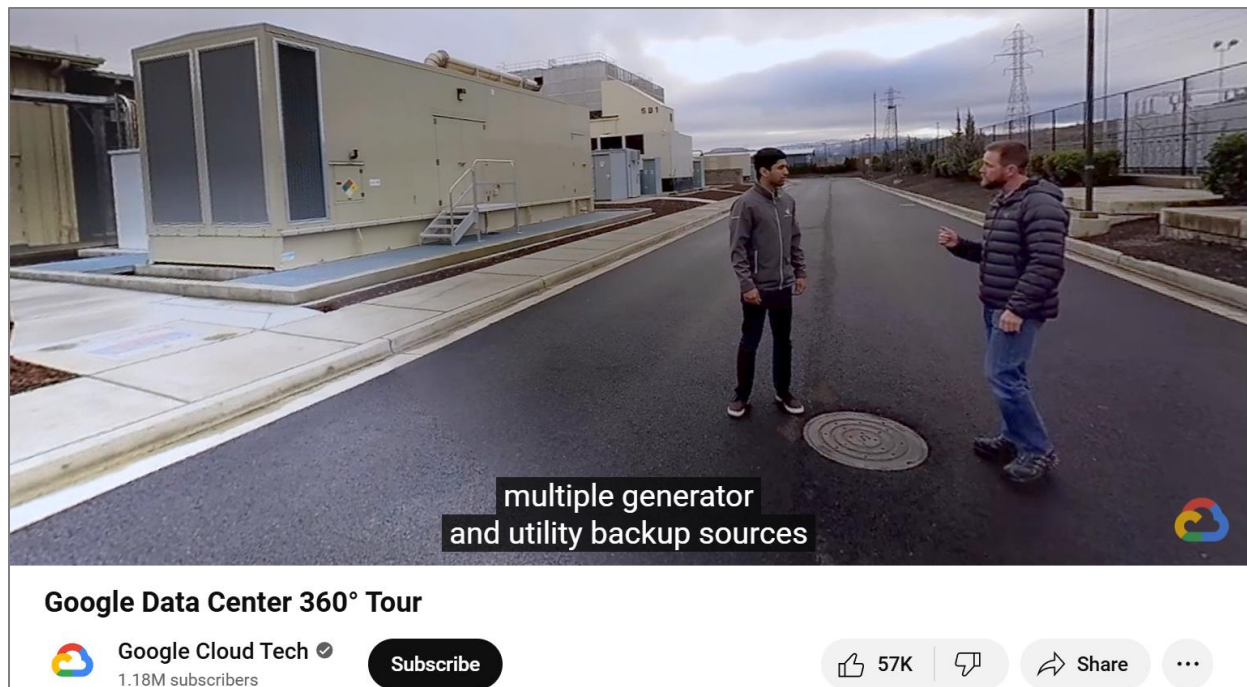 SB1
multiple generator
and utility backup sources
Google Data Center 360° Tour
Google Cloud Tech
1.18M subscribers
Subscribe
57K
Share